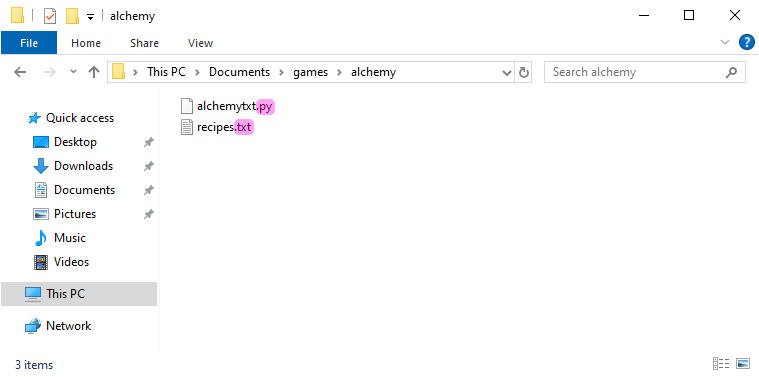 alchemy
File Home Share View
This PC Documents games alchemy Search alchemy
alchemytxt.py
recipes.txt
Quick access
Desktop
Downloads
Documents
Pictures
Music
Videos
This PC
Network
3 items